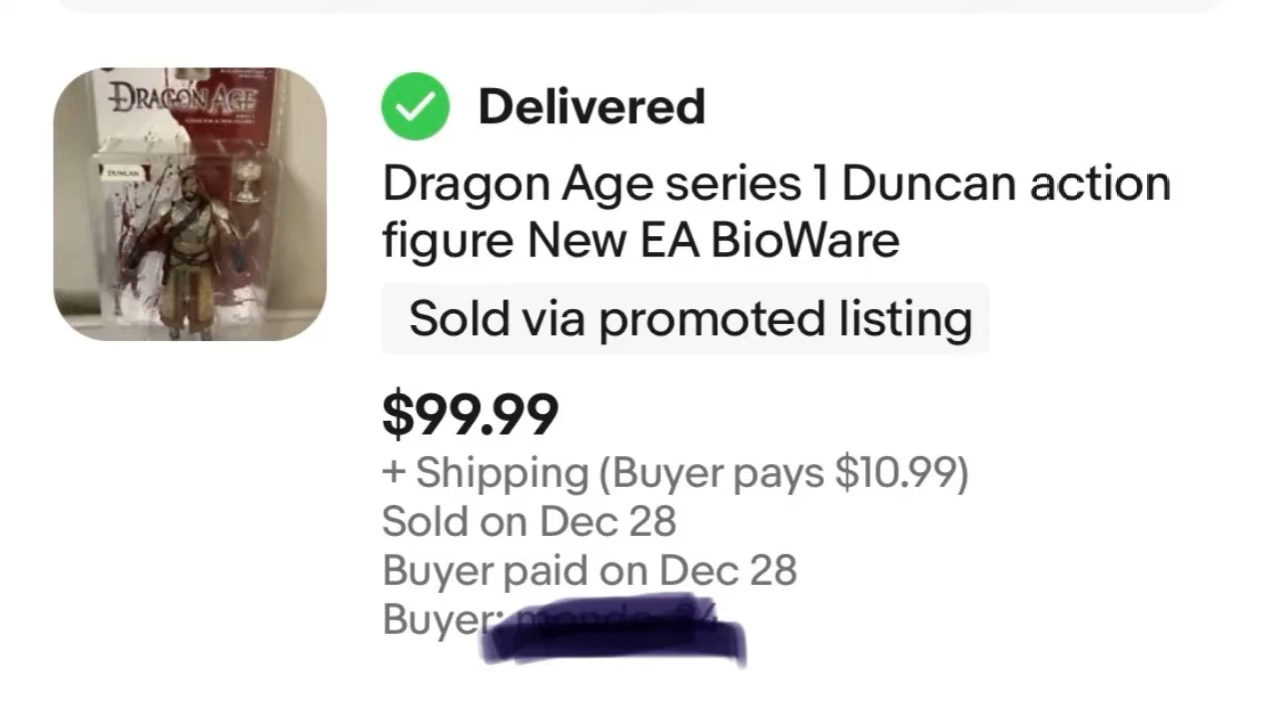 DRAGON AGE
DUNCAN
Delivered
Dragon Age series 1 Duncan action
figure New EA BioWare
Sold via promoted listing
$99.99
+ Shipping (Buyer pays $10.99)
Sold on Dec 28
Buyer paid on Dec 28
Buyer: